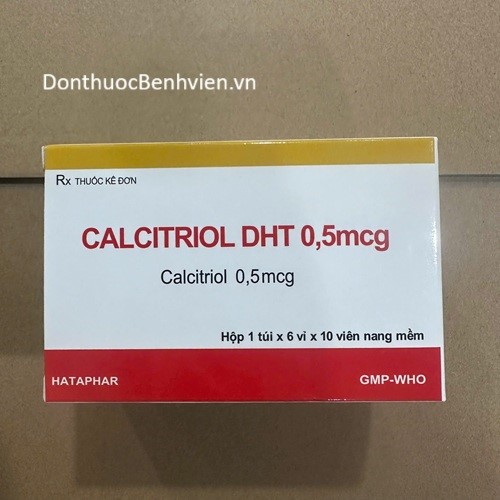 DonthuocBenhvien.vn
Rx THUỐC KÊ ĐƠN
CALCITRIOL DHT 0,5mcg
Calcitriol 0,5mcg
Hộp 1 túi x 6 vỉ x 10 viên nang mềm
HATAPHAR GMP-WHO